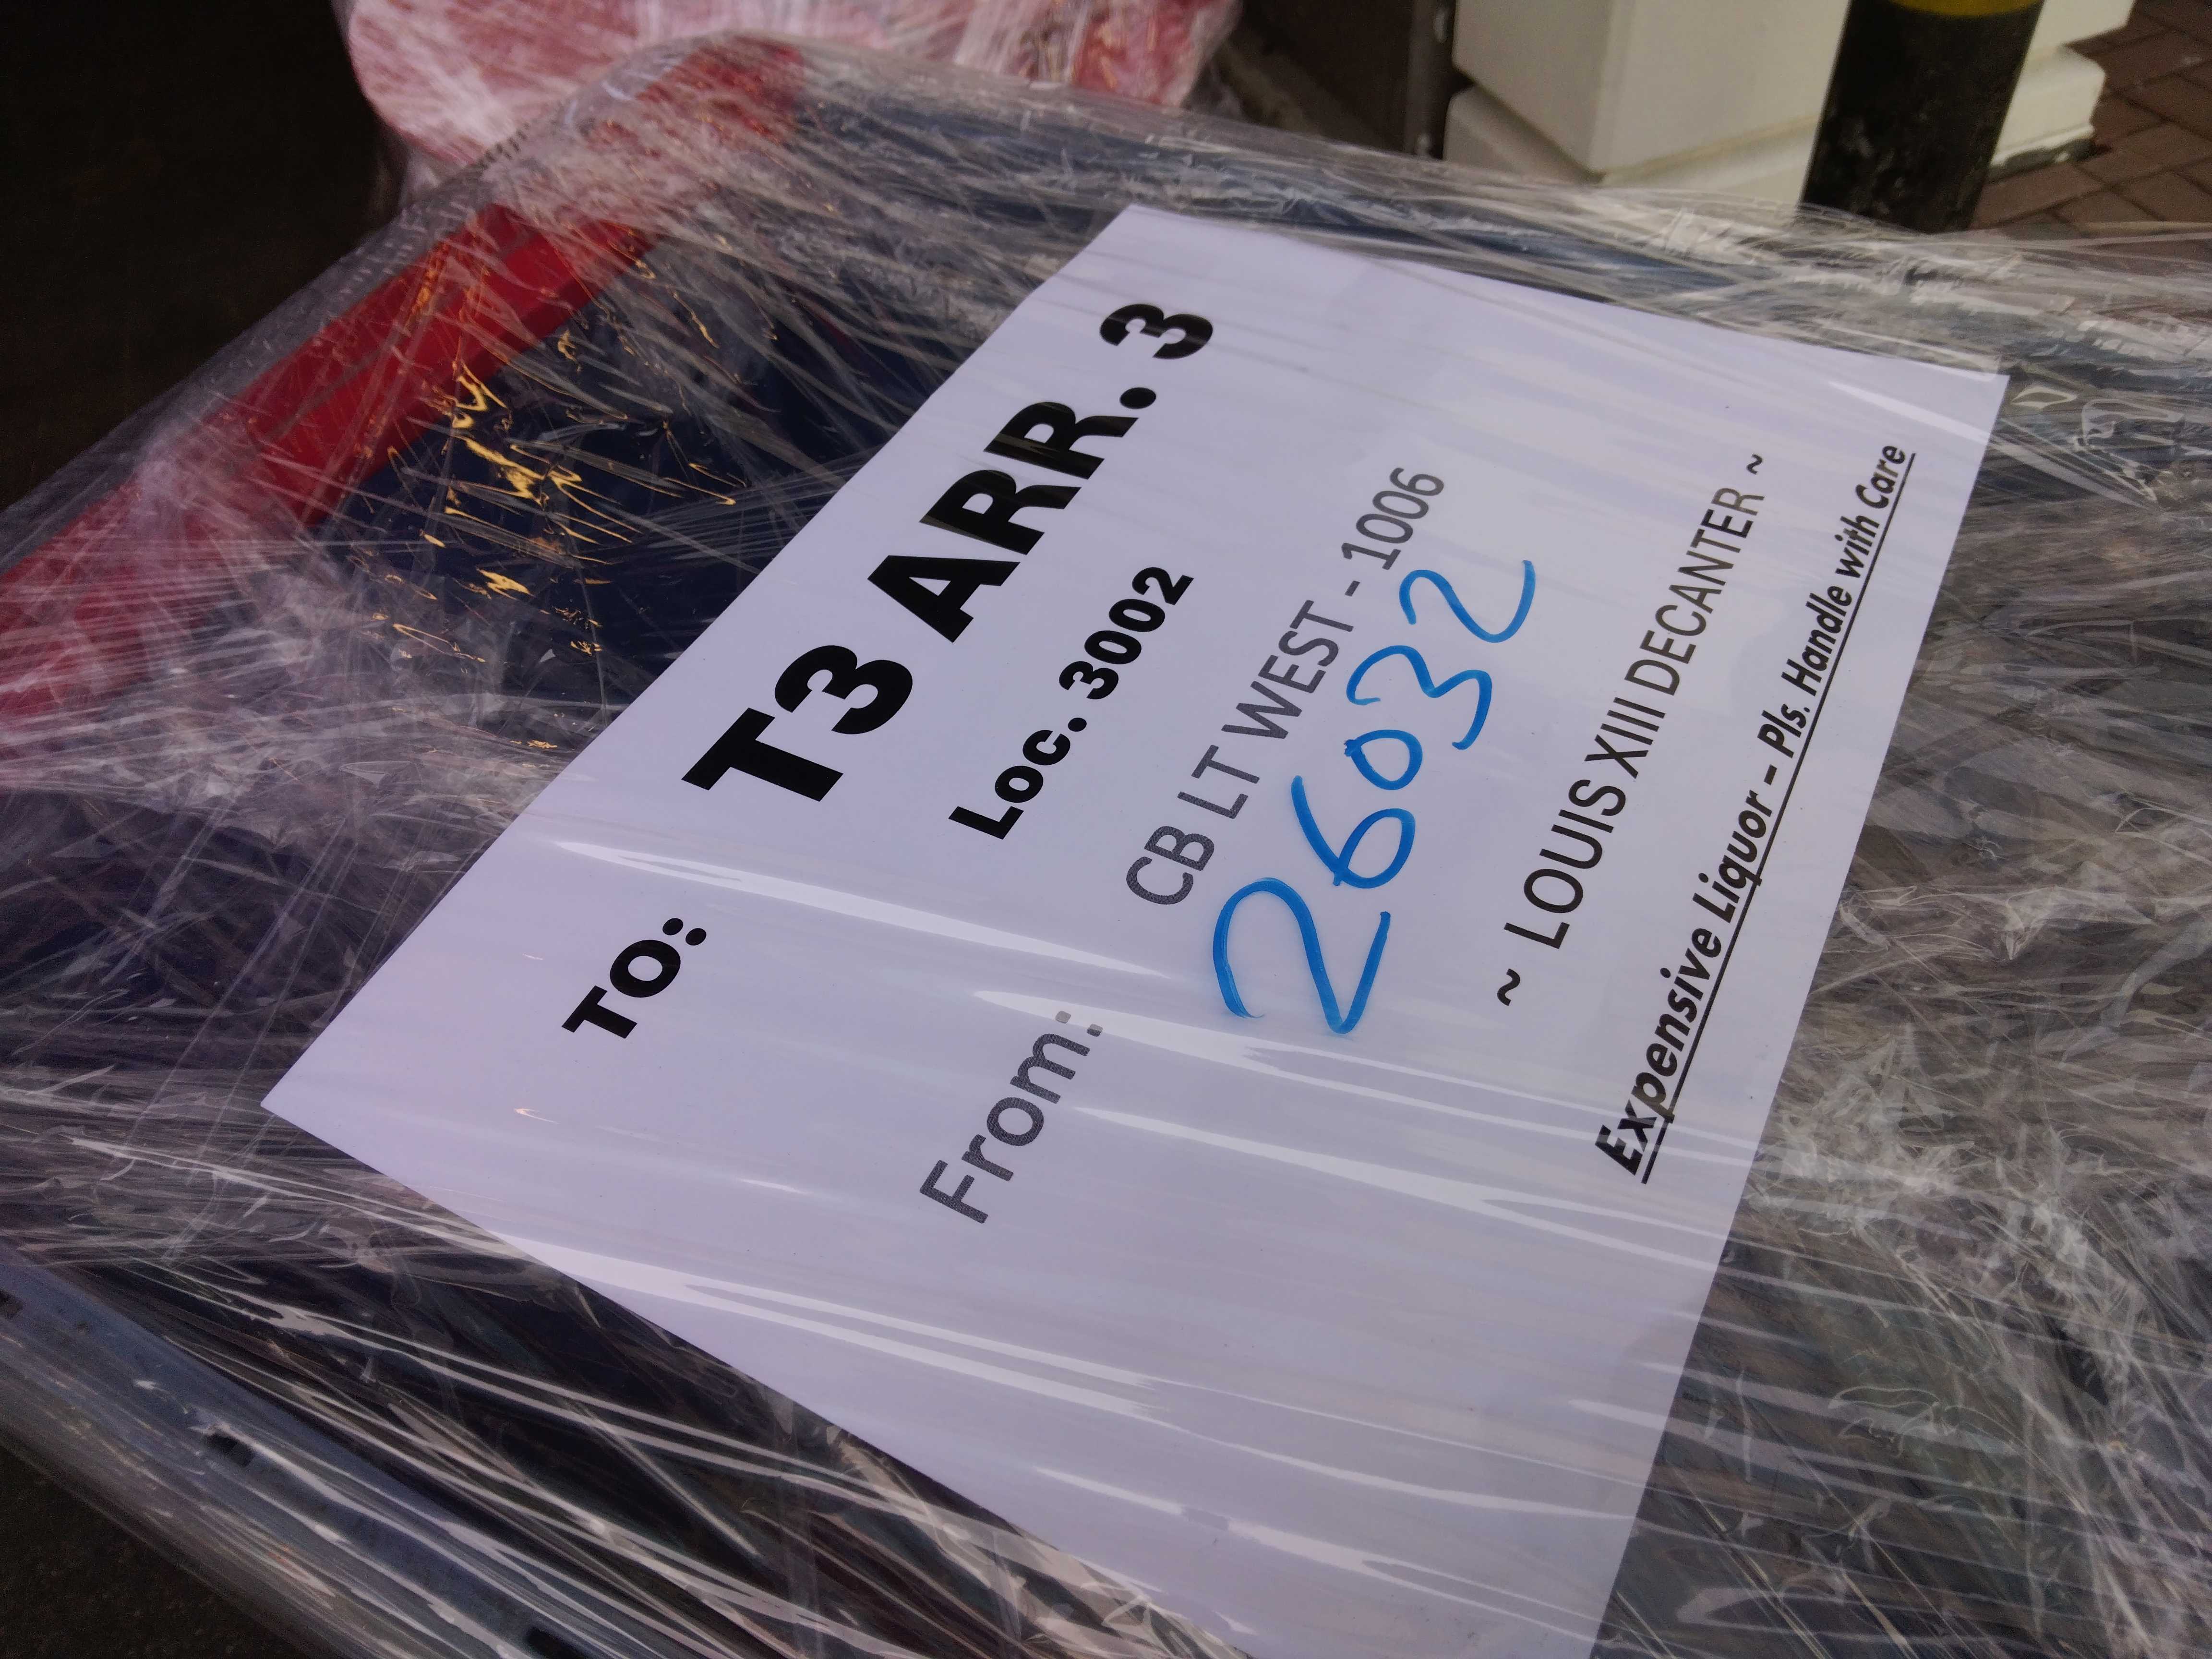 TO: T3 ARR. 3
Loc. 3002
From: CB LT WEST - 1006
26032
~ LOUIS XIII DECANTER ~
Expensive Liquor - Pls. Handle with Care